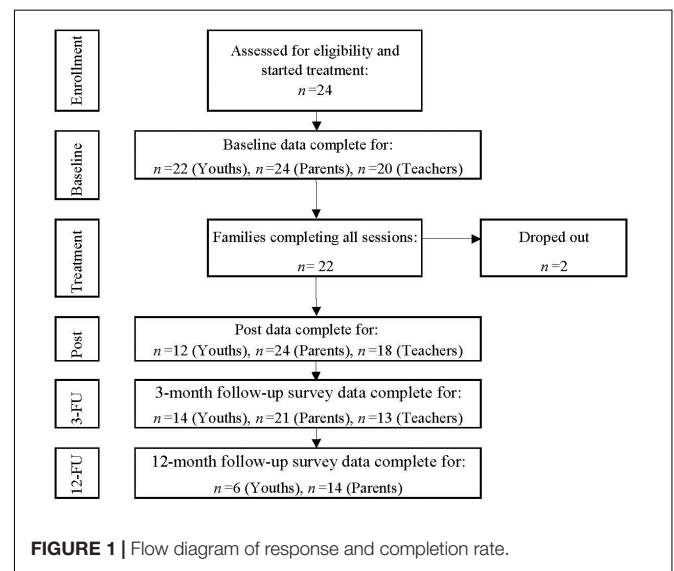 Enrollment
Assessed for eligibility and
started treatment:
n=24
Baseline
Baseline data complete for:
n=22 (Youths), n=24 (Parents), n=20 (Teachers)
Treatment
Families completing all sessions:
n= 22
Droped out
n=2
Post
Post data complete for:
n=12 (Youths), n=24 (Parents), n=18 (Teachers)
3-FU
3-month follow-up survey data complete for:
n=14 (Youths), n=21 (Parents), n=13 (Teachers)
12-FU
12-month follow-up survey data complete for:
n=6 (Youths), n=14 (Parents)
FIGURE 1 | Flow diagram of response and completion rate.